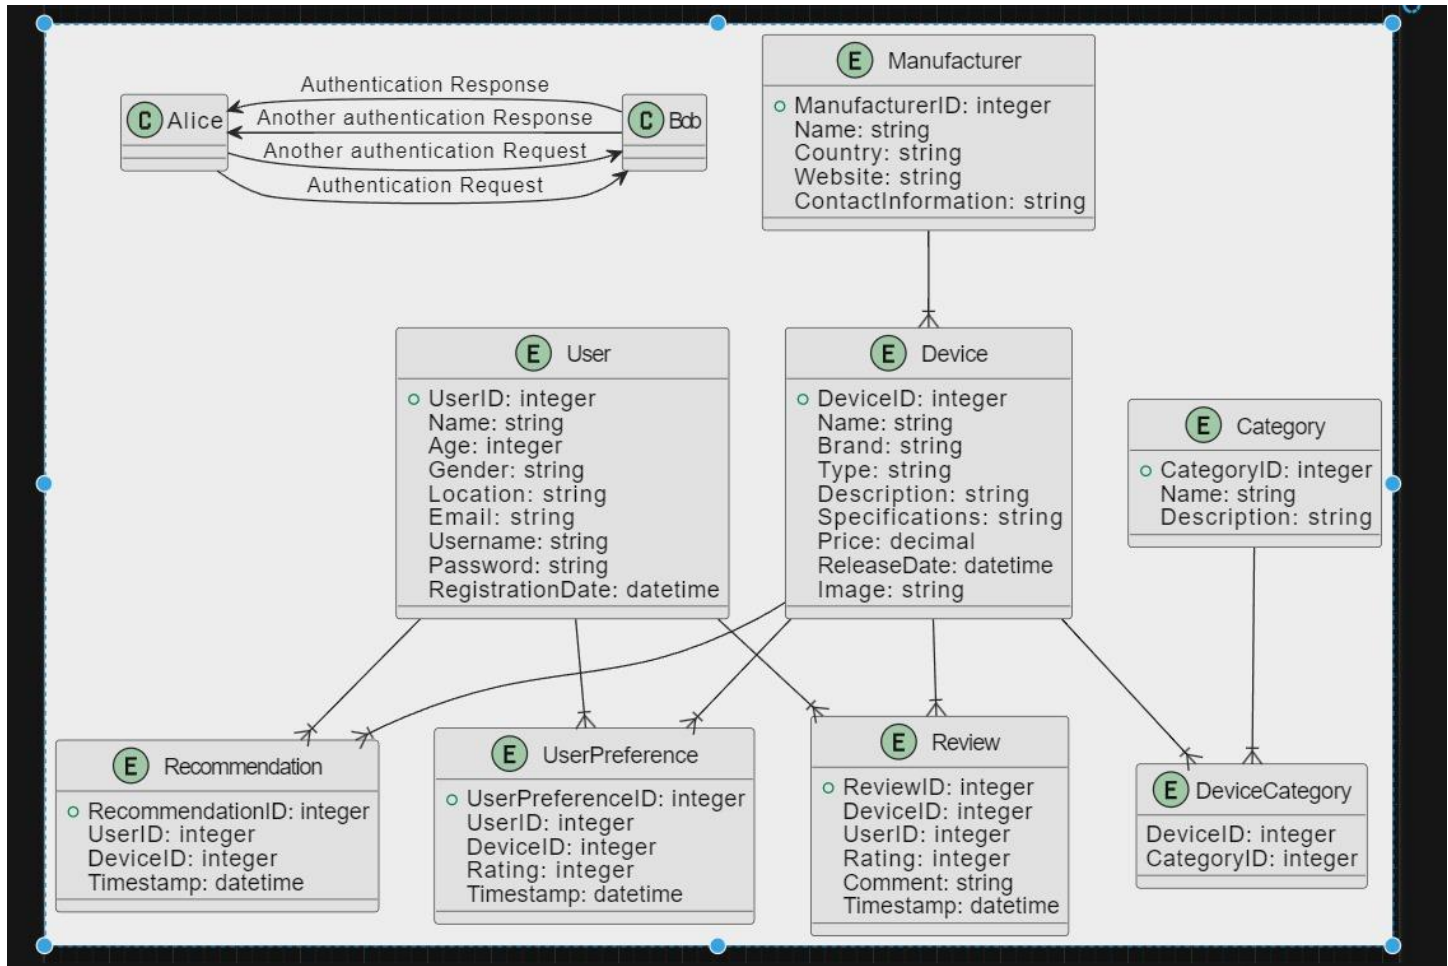 Authentication Response
C Alice
C Bob
Another authentication Response
Another authentication Request
Authentication Request
E Manufacturer
ManufacturerID: integer
Name: string
Country: string
Website: string
ContactInformation: string
E User
UserID: integer
Name: string
Age: integer
Gender: string
Location: string
Email: string
Username: string
Password: string
RegistrationDate: datetime
E Device
DeviceID: integer
Name: string
Brand: string
Type: string
Description: string
Specifications: string
Price: decimal
ReleaseDate: datetime
Image: string
E Category
CategoryID: integer
Name: string
Description: string
E Recommendation
RecommendationID: integer
UserID: integer
DeviceID: integer
Timestamp: datetime
E UserPreference
UserPreferenceID: integer
UserID: integer
DeviceID: integer
Rating: integer
Timestamp: datetime
E Review
ReviewID: integer
DeviceID: integer
UserID: integer
Rating: integer
Comment: string
Timestamp: datetime
E DeviceCategory
DeviceID: integer
CategoryID: integer